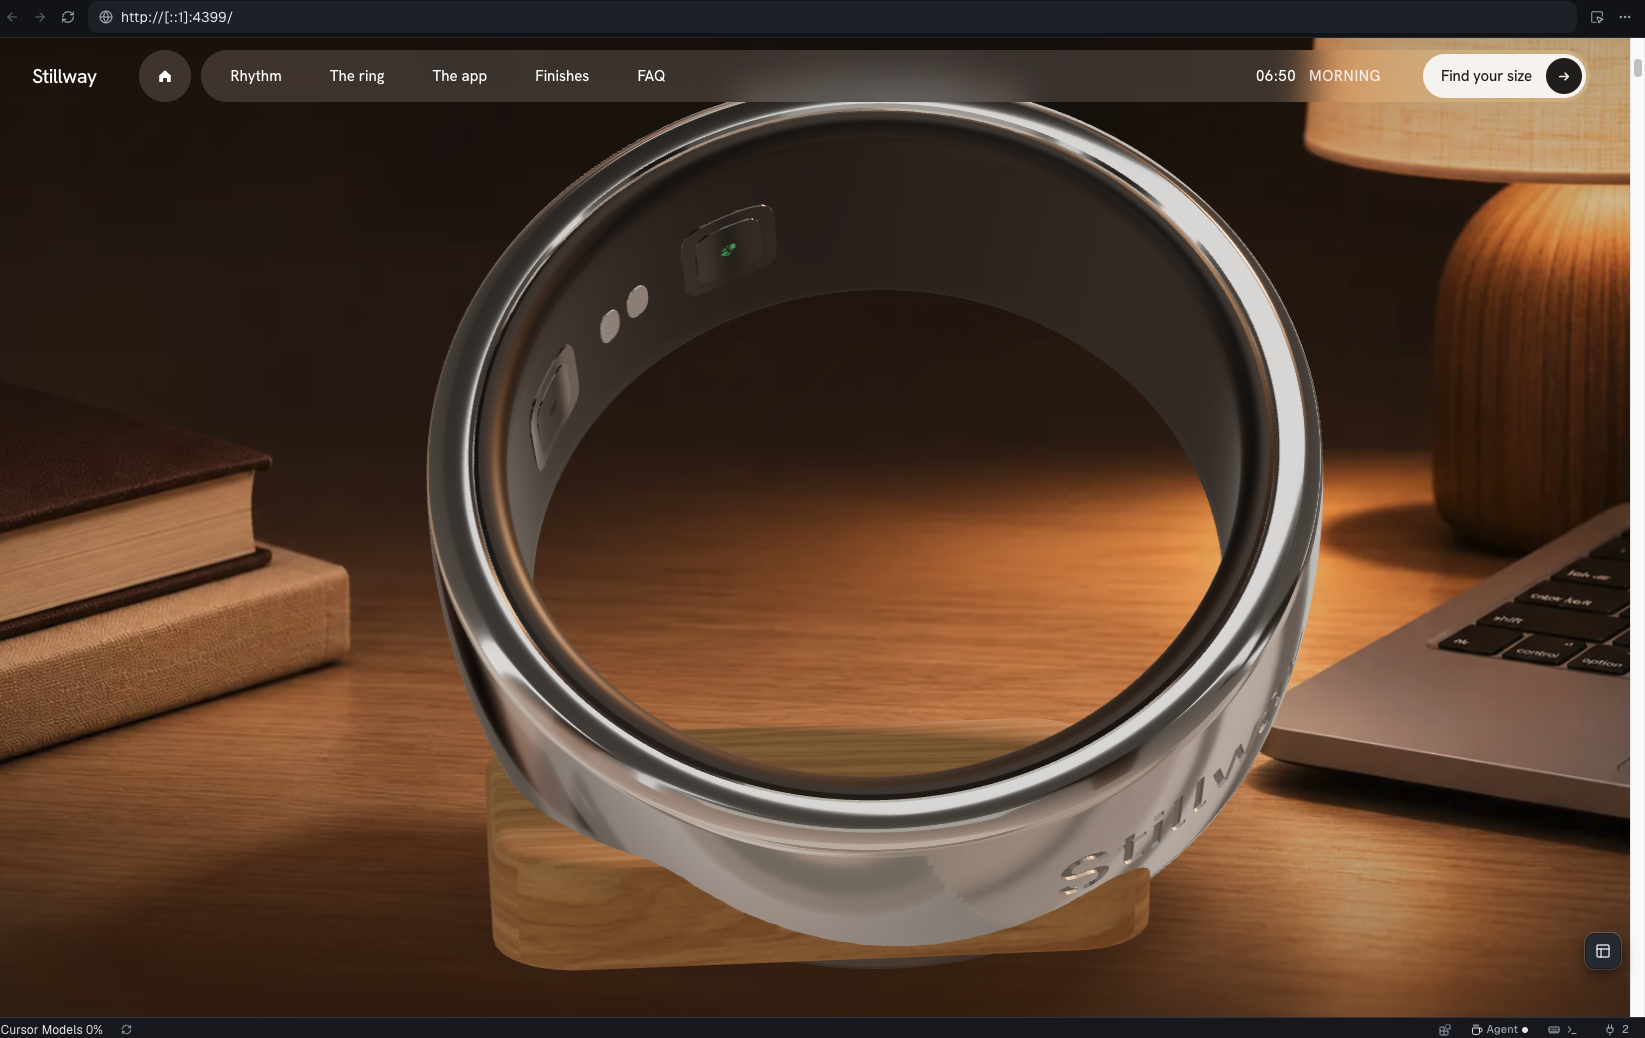 http://[::1]:4399/
Stillway
Rhythm
The ring
The app
Finishes
FAQ
06:50 MORNING
Find your size
shift
control
option
Cursor Models 0%
Agent
2